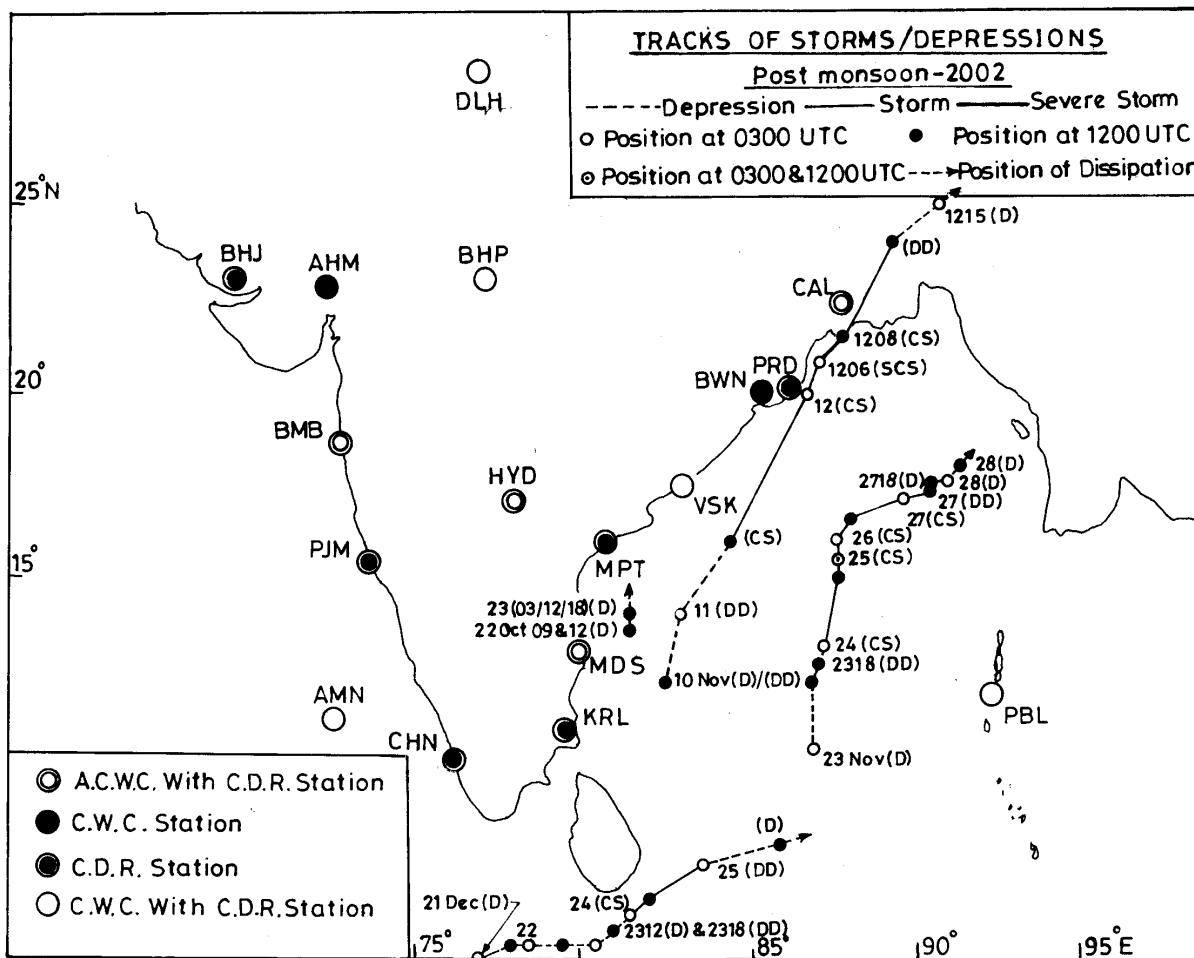 TRACKS OF STORMS/DEPRESSIONS
Post monsoon-2002
Depression Storm Severe Storm
Position at 0300 UTC Position at 1200 UTC
Position at 0300&1200 UTC Position of Dissipation
DLH
25°N
1215 (D)
BHJ
AHM
BHP
(DD)
CAL
1208 (CS)
1206 (SCS)
20°
BWN
PRD
12 (CS)
BMB
HYD
VSK
2718 (D)
28 (D)
28 (D)
27 (DD)
27 (CS)
26 (CS)
25 (CS)
(CS)
15°
PJM
MPT
23 (03/12/18) (D)
22 Oct 09 & 12 (D)
11 (DD)
MDS
24 (CS)
2318 (DD)
10 Nov (D)/(DD)
AMN
KRL
PBL
CHN
23 Nov (D)
A.C.W.C. With C.D.R. Station
C.W.C. Station
C.D.R. Station
C.W.C. With C.D.R. Station
(D)
25 (DD)
21 Dec (D)
24 (CS)
22
2312 (D) & 2318 (DD)
75°
85°
90°
95 E